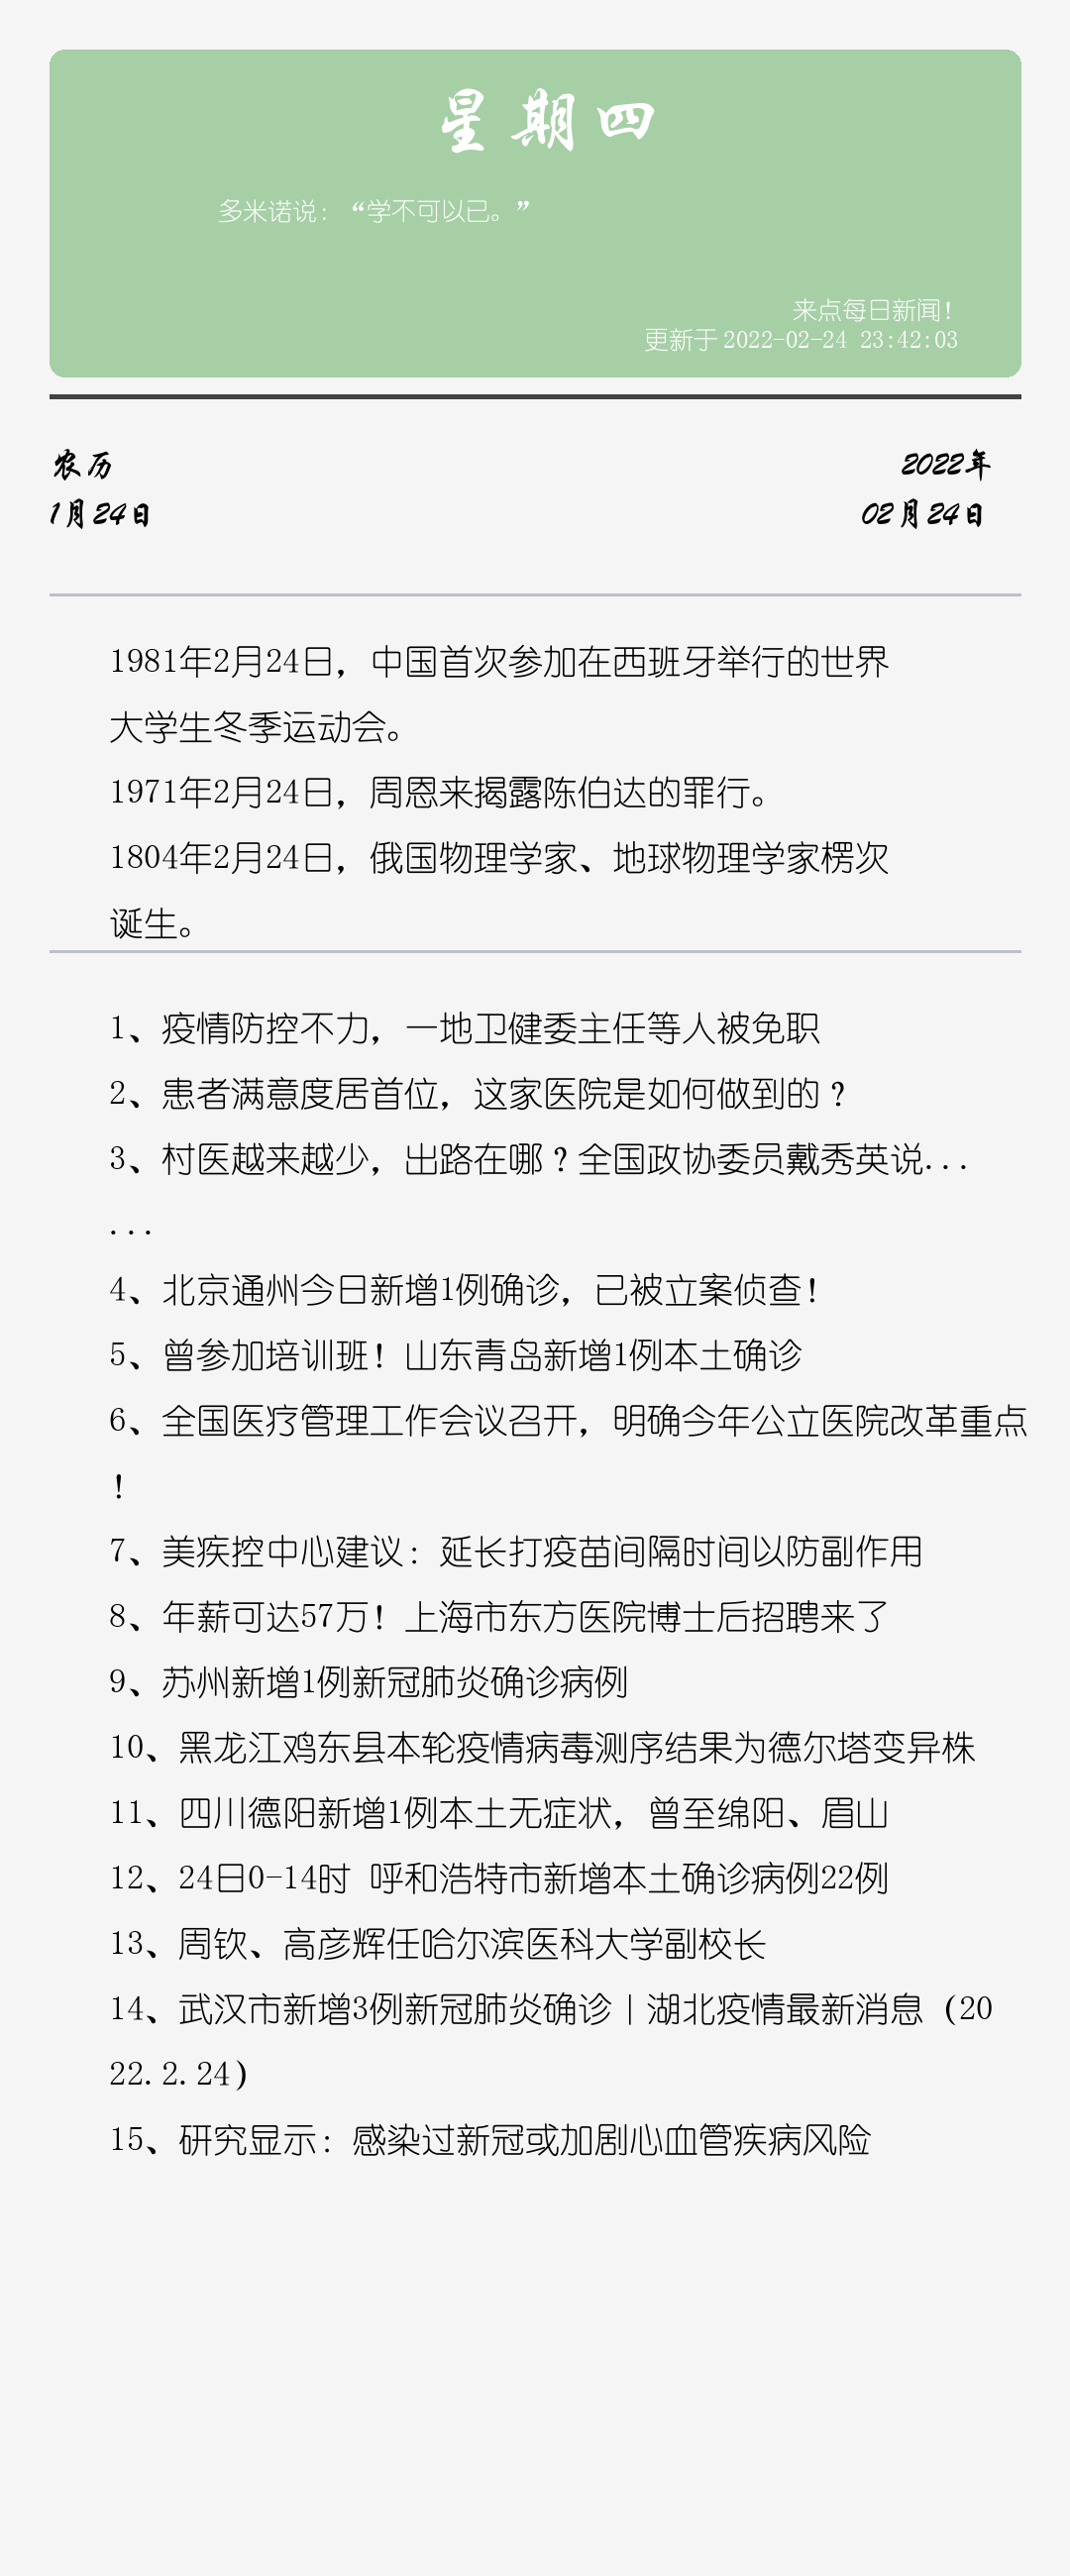 星期四
多米诺说：“学不可以已。”
来点每日新闻！
更新于 2022-02-24 23:42:03
农历
2022年
1月24日
02月24日
1981年2月24日，中国首次参加在西班牙举行的世界
大学生冬季运动会。
1971年2月24日，周恩来揭露陈伯达的罪行。
1804年2月24日，俄国物理学家、地球物理学家楞次
诞生。
1、疫情防控不力，一地卫健委主任等人被免职
2、患者满意度居首位，这家医院是如何做到的？
3、村医越来越少，出路在哪？全国政协委员戴秀英说...
...
4、北京通州今日新增1例确诊，已被立案侦查！
5、曾参加培训班！山东青岛新增1例本土确诊
6、全国医疗管理工作会议召开，明确今年公立医院改革重点
！
7、美疾控中心建议：延长打疫苗间隔时间以防副作用
8、年薪可达57万！上海市东方医院博士后招聘来了
9、苏州新增1例新冠肺炎确诊病例
10、黑龙江鸡东县本轮疫情病毒测序结果为德尔塔变异株
11、四川德阳新增1例本土无症状，曾至绵阳、眉山
12、24日0-14时 呼和浩特市新增本土确诊病例22例
13、周钦、高彦辉任哈尔滨医科大学副校长
14、武汉市新增3例新冠肺炎确诊｜湖北疫情最新消息（20
22.2.24）
15、研究显示：感染过新冠或加剧心血管疾病风险